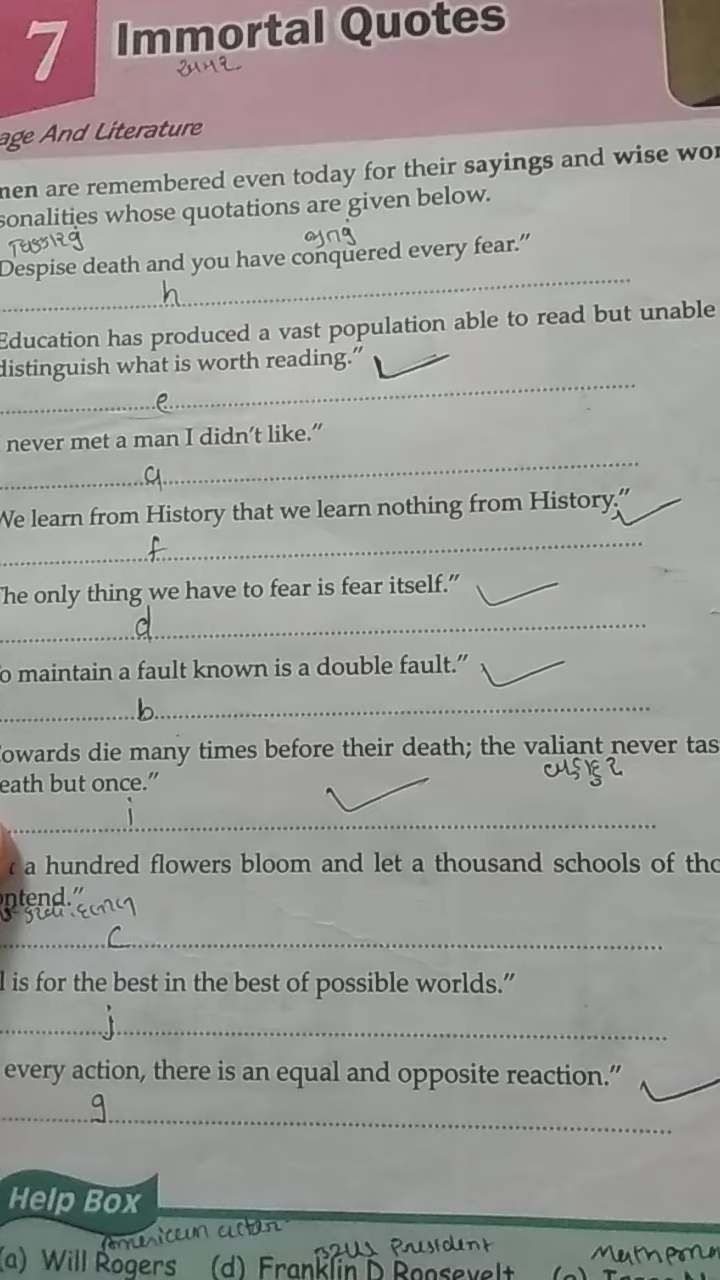 7 Immortal Quotes
અમર
age And Literature
men are remembered even today for their sayings and wise wor
sonalities whose quotations are given below.
Despise death and you have conquered every fear."
h
Education has produced a vast population able to read but unable
distinguish what is worth reading."
e
never met a man I didn't like."
a
We learn from History that we learn nothing from History."
f
The only thing we have to fear is fear itself."
d
o maintain a fault known is a double fault."
b
owards die many times before their death; the valiant never tas
eath but once."
i
a hundred flowers bloom and let a thousand schools of tho
ontend."
c
l is for the best in the best of possible worlds."
j
every action, there is an equal and opposite reaction."
g
Help Box
American actor President
(a) Will Rogers (d) Franklin D Roosevelt